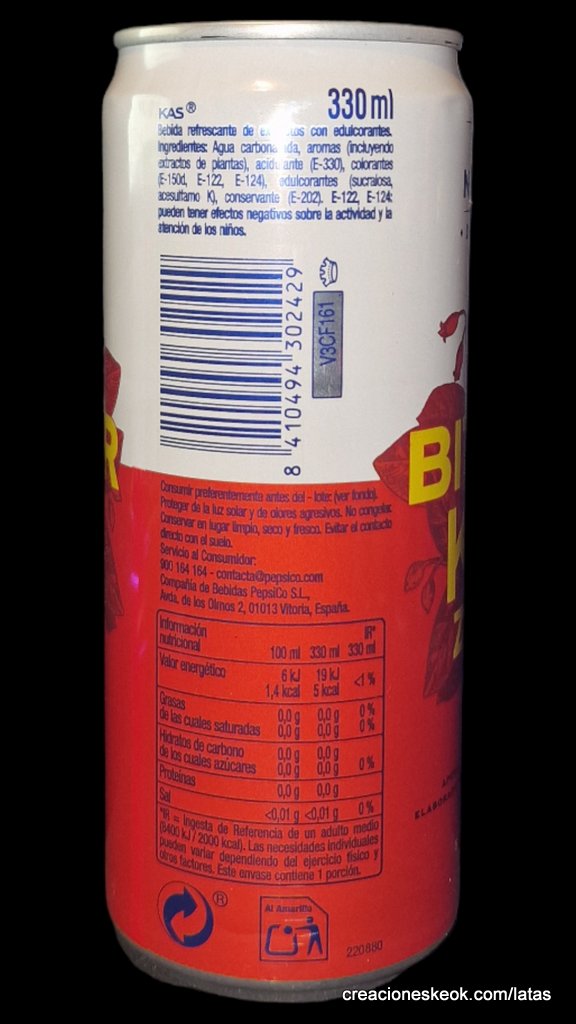 KAS® 330 ml
Bebida refrescante de con edulcorantes.
Ingredientes: Agua carbonatada, aromas (incluyendo
extractos de plantas), acidulante (E-330), colorantes
(E-150d, E-122, E-124), edulcorantes (sucralosa,
acesulfamo K), conservante (E-202). E-122, E-124:
pueden tener efectos negativos sobre la actividad y la
atención de los niños.
8 410494 302429
V3CF161
Consumir preferentemente antes del - lote: (ver fondo).
Proteger de la luz solar y de olores agresivos. No congelar.
Conservar en lugar limpio, seco y fresco. Evitar el contacto
directo con el suelo.
Servicio al Consumidor:
900 164 164 - contacta@pepsico.com
Compañía de Bebidas PepsiCo S.L.,
Avda. de los Olmos 2, 01013 Vitoria, España.
Información
nutricional 100 ml 330 ml IR* 330 ml
Valor energético 6 kJ 19 kJ <1 %
1,4 kcal 5 kcal
Grasas 0,0 g 0,0 g 0 %
de las cuales saturadas 0,0 g 0,0 g 0 %
Hidratos de carbono 0,0 g 0,0 g
de los cuales azúcares 0,0 g 0,0 g 0 %
Proteínas 0,0 g 0,0 g
Sal <0,01 g <0,01 g 0 %
*IR = Ingesta de Referencia de un adulto medio
(8400 kJ / 2000 kcal). Las necesidades individuales
pueden variar dependiendo del ejercicio físico y
otros factores. Este envase contiene 1 porción.
®
Al Amarillo
220880
R
BI
K
Z
creacioneskeok.com/latas